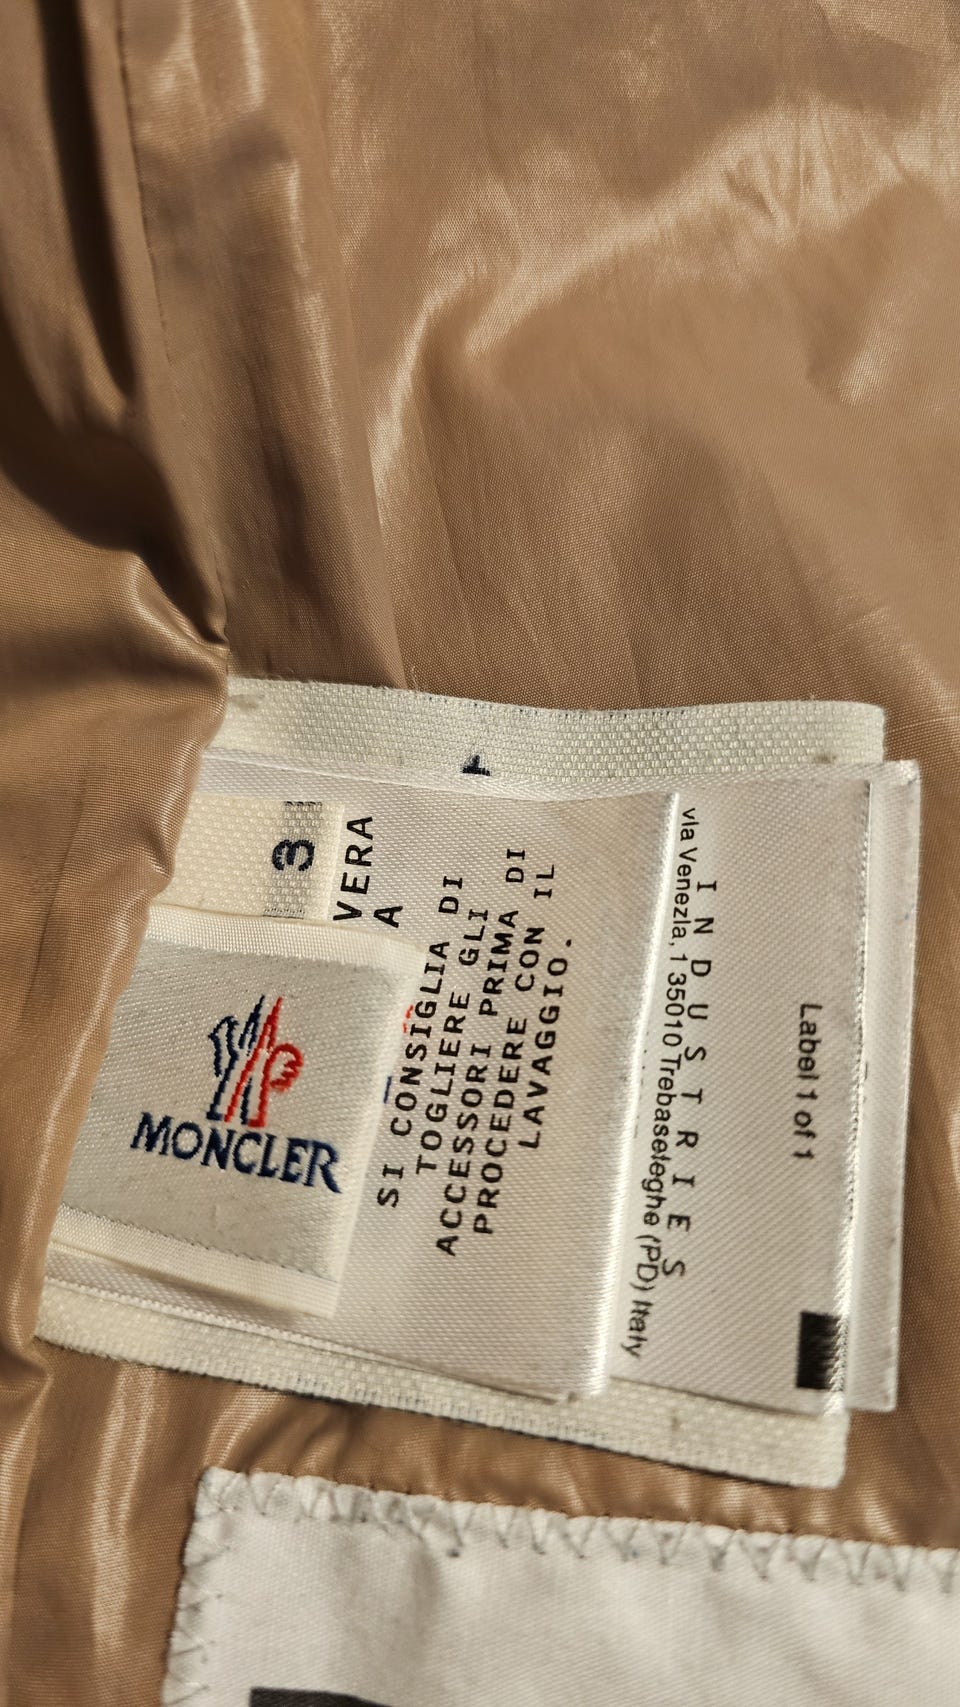 MONCLER
3
VERA
A
SI CONSIGLIA DI
TOGLIERE GLI
ACCESSORI PRIMA DI
PROCEDERE CON IL
LAVAGGIO.
INDUSTRIES
via Venezia, 1 35010 Trebaseleghe (PD) Italy
Label 1 of 1